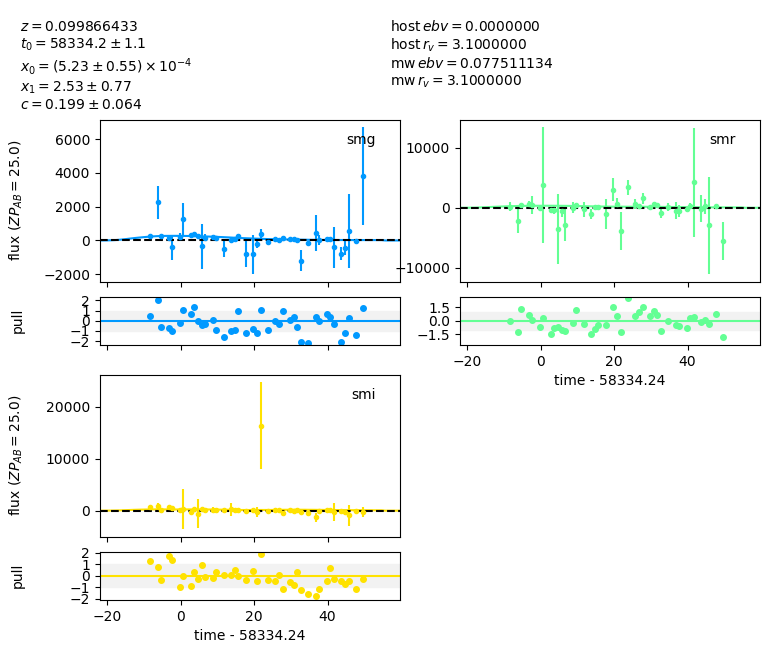 z = 0.099866433
t₀ = 58334.2 ± 1.1
x₀ = (5.23 ± 0.55) × 10⁻⁴
x₁ = 2.53 ± 0.77
c = 0.199 ± 0.064
host ebv = 0.0000000
host r_v = 3.1000000
mw ebv = 0.077511134
mw r_v = 3.1000000
smg
flux (ZP_AB = 25.0)
6000
4000
2000
0
−2000
pull
2
1
0
−1
−2
smr
10000
0
−10000
1.5
0.0
−1.5
−20
0
20
40
time - 58334.24
smi
flux (ZP_AB = 25.0)
20000
10000
0
pull
2
1
0
−1
−2
−20
0
20
40
time - 58334.24